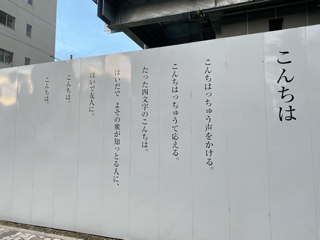 こんちは
こんちはっちゅう声をかける。
こんちはっちゅうて応える。
たった四文字のこんちは。
はいだで よその衆が知っとる人に、
はいで友人に。
こんちは。
こんちは。